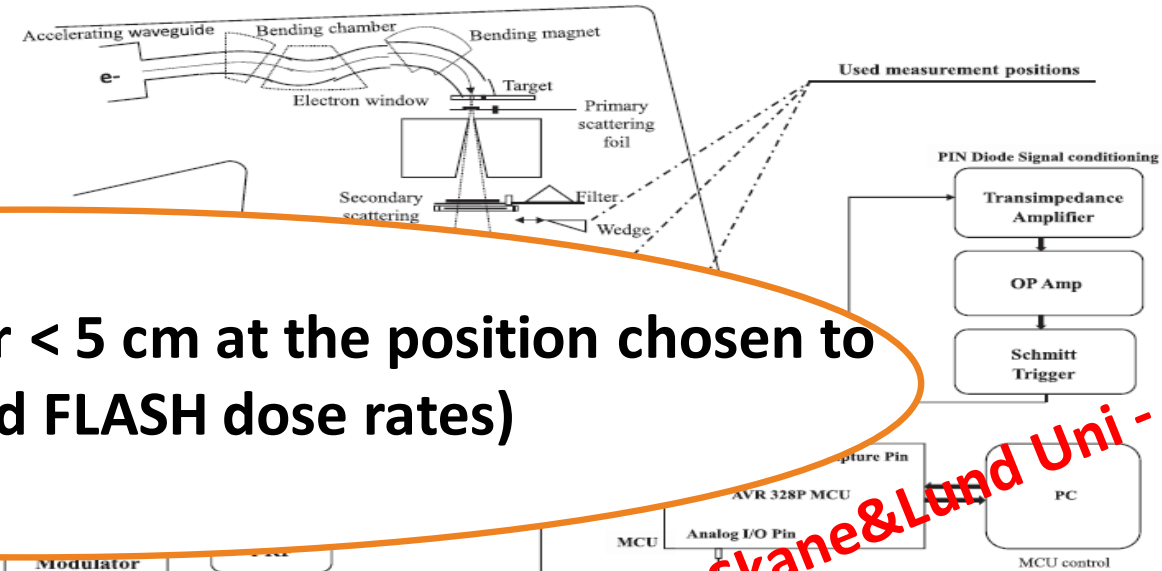 Accelerating waveguide
Bending chamber
Bending magnet
e-
Electron window
Target
Primary
scattering
foil
Used measurement positions
Secondary
scattering
Filter
Wedge
PIN Diode Signal conditioning
Transimpedance
Amplifier
OP Amp
Schmitt
Trigger
< 5 cm at the position chosen to
FLASH dose rates)
Pin
AVR 328P MCU
Analog I/O Pin
MCU
PC
MCU control
Skane&Lund Uni -
Modulator